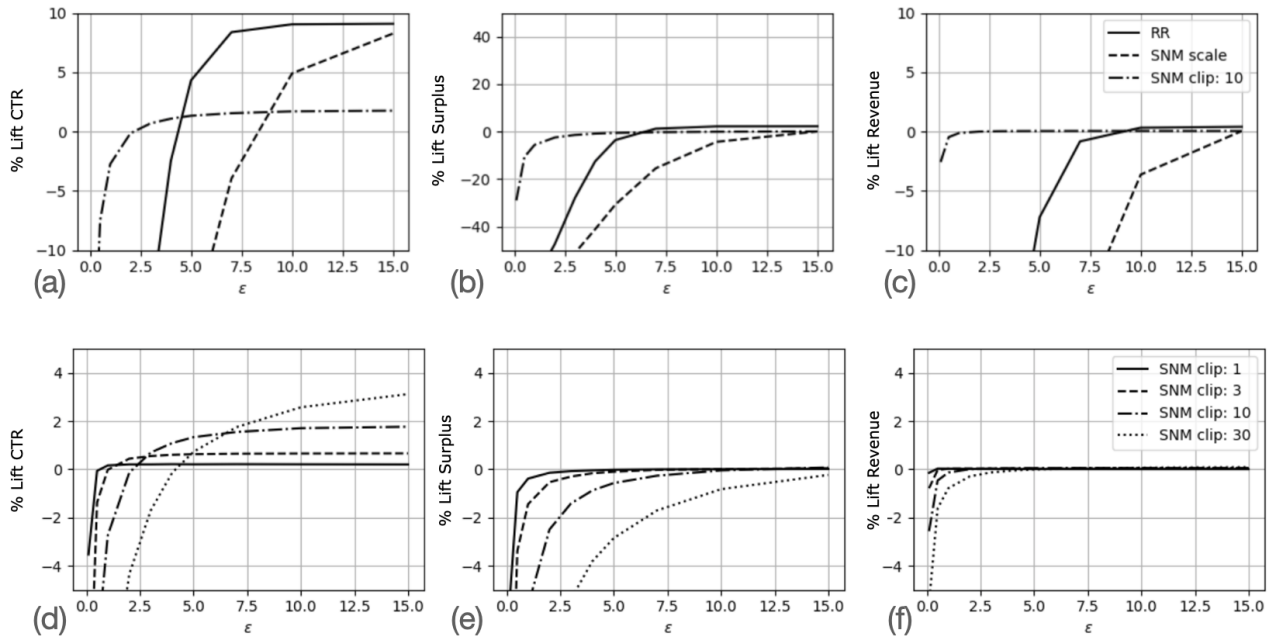 % Lift CTR
10
5
0
−5
−10
0.0 2.5 5.0 7.5 10.0 12.5 15.0
ε
(a)
% Lift Surplus
40
20
0
−20
−40
0.0 2.5 5.0 7.5 10.0 12.5 15.0
ε
(b)
% Lift Revenue
10
5
0
−5
−10
RR
SNM scale
SNM clip: 10
0.0 2.5 5.0 7.5 10.0 12.5 15.0
ε
(c)
% Lift CTR
4
2
0
−2
−4
0.0 2.5 5.0 7.5 10.0 12.5 15.0
ε
(d)
% Lift Surplus
4
2
0
−2
−4
0.0 2.5 5.0 7.5 10.0 12.5 15.0
ε
(e)
% Lift Revenue
4
2
0
−2
−4
SNM clip: 1
SNM clip: 3
SNM clip: 10
SNM clip: 30
0.0 2.5 5.0 7.5 10.0 12.5 15.0
ε
(f)